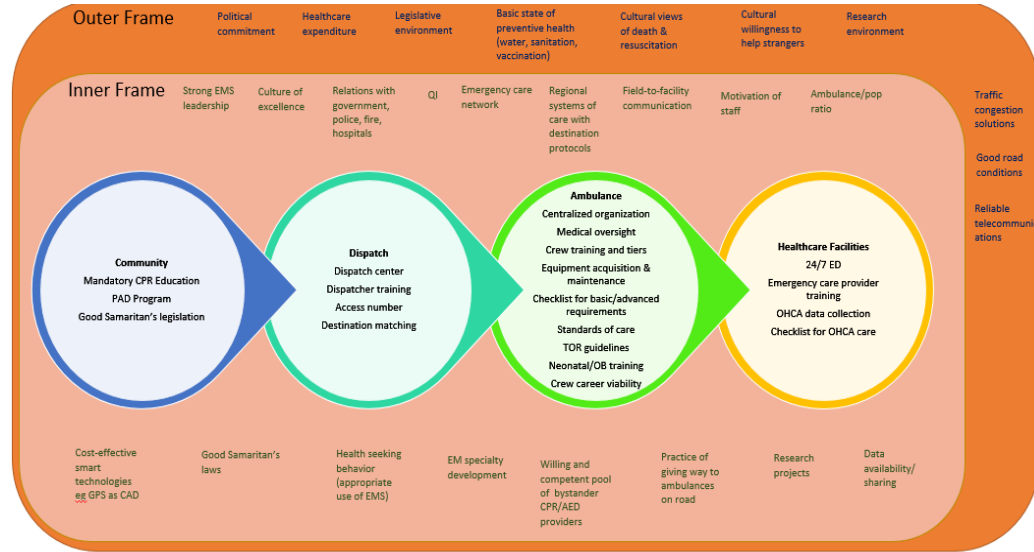 Outer Frame
Political
commitment
Healthcare
expenditure
Legislative
environment
Basic state of
preventive health
(water, sanitation,
vaccination)
Cultural views
of death &
resuscitation
Cultural
willingness to
help strangers
Research
environment
Inner Frame
Strong EMS
leadership
Culture of
excellence
Relations with
government,
police, fire,
hospitals
QI
Emergency care
network
Regional
systems of
care with
destination
protocols
Field-to-facility
communication
Motivation of
staff
Ambulance/pop
ratio
Traffic
congestion
solutions
Good road
conditions
Reliable
telecommunic
ations
Community
Mandatory CPR Education
PAD Program
Good Samaritan's legislation
Dispatch
Dispatch center
Dispatcher training
Access number
Destination matching
Ambulance
Centralized organization
Medical oversight
Crew training and tiers
Equipment acquisition &
maintenance
Checklist for basic/advanced
requirements
Standards of care
TOR guidelines
Neonatal/OB training
Crew career viability
Healthcare Facilities
24/7 ED
Emergency care provider
training
OHCA data collection
Checklist for OHCA care
Cost-effective
smart
technologies
eg GPS as CAD
Good Samaritan's
laws
Health seeking
behavior
(appropriate
use of EMS)
EM specialty
development
Willing and
competent pool
of bystander
CPR/AED
providers
Practice of
giving way to
ambulances
on road
Research
projects
Data
availability/
sharing